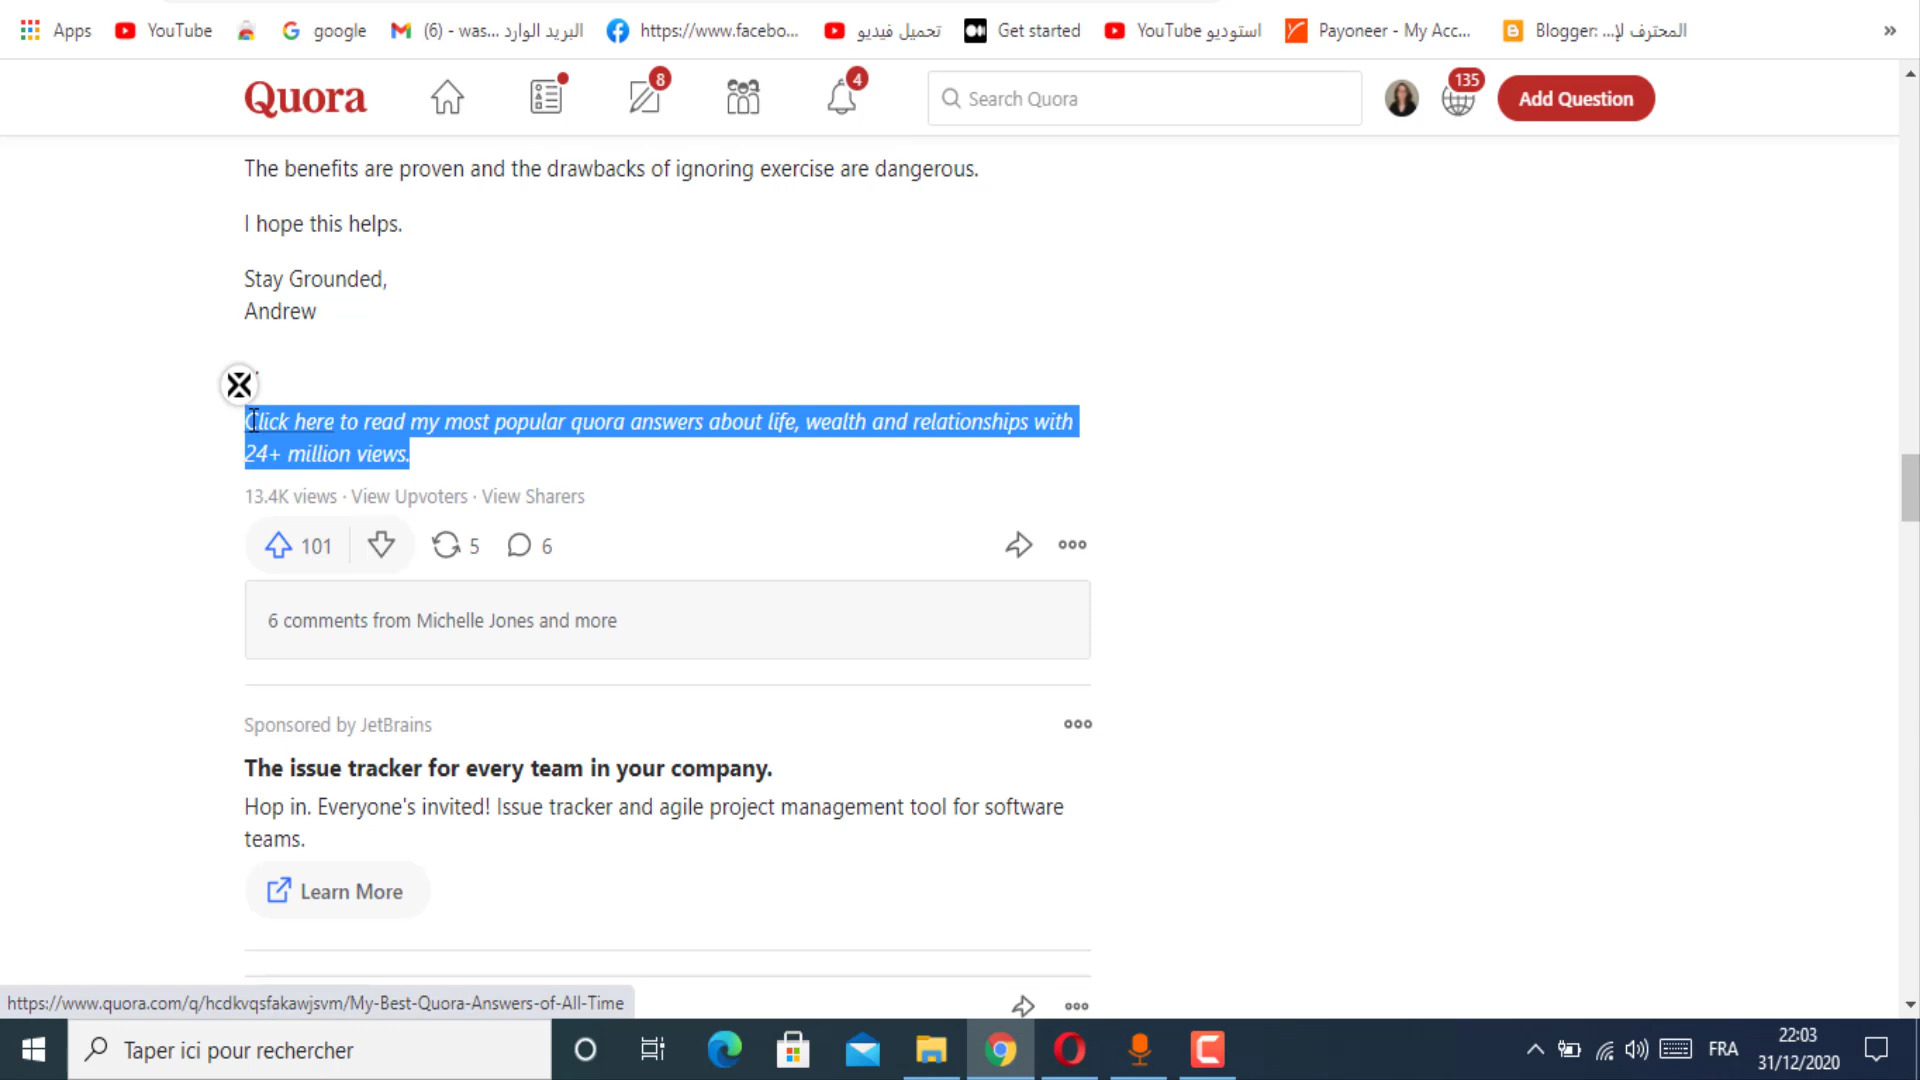 Apps
YouTube
google
(6) - was... البريد الوارد
https://www.facebo...
تحميل فيديو
Get started
YouTube استوديو
Payoneer - My Acc...
Blogger: ...المحترف لإ
»
Quora
8
4
Search Quora
135
Add Question
The benefits are proven and the drawbacks of ignoring exercise are dangerous.
I hope this helps.
Stay Grounded,
Andrew
Click here to read my most popular quora answers about life, wealth and relationships with
24+ million views.
13.4K views · View Upvoters · View Sharers
101
5
6
6 comments from Michelle Jones and more
Sponsored by JetBrains
The issue tracker for every team in your company.
Hop in. Everyone's invited! Issue tracker and agile project management tool for software
teams.
Learn More
https://www.quora.com/q/hcdkvqsfakawjsvm/My-Best-Quora-Answers-of-All-Time
Taper ici pour rechercher
FRA
22:03
31/12/2020